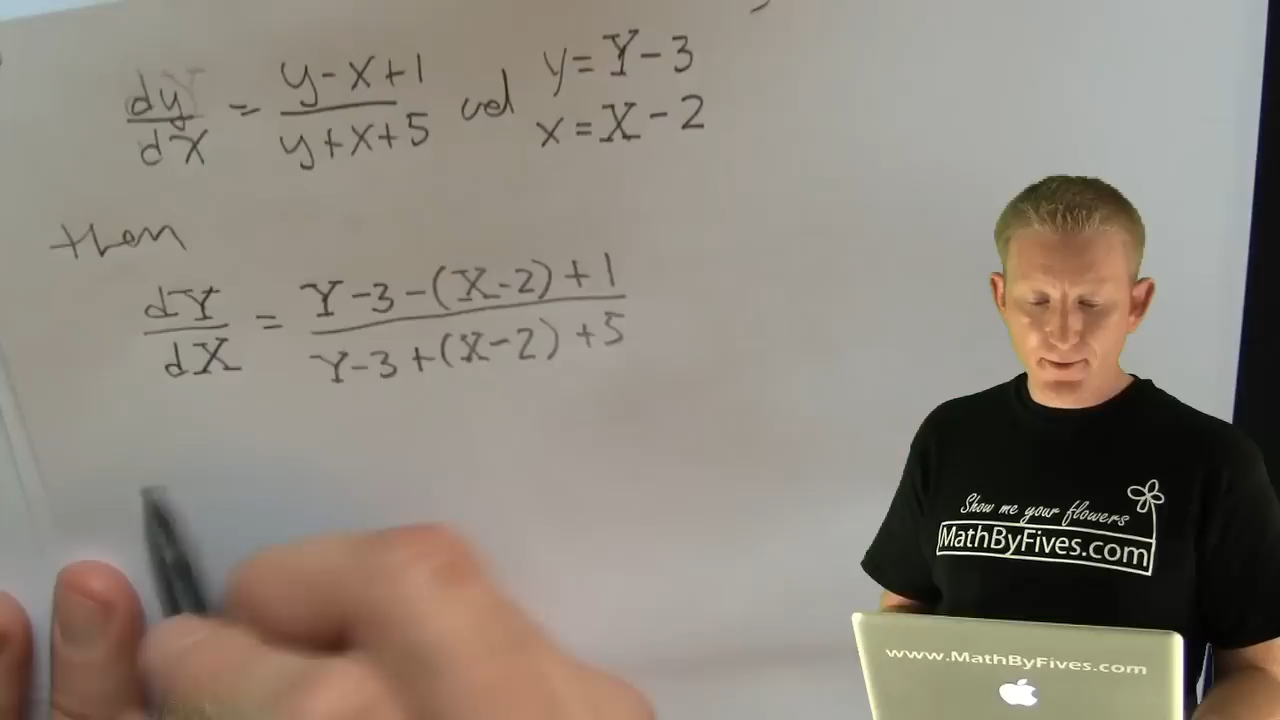 dy/dx = (y-x+1)/(y+x+5) and y = Y-3
x = X-2
then
dY/dX = (Y-3-(X-2)+1)/(Y-3+(X-2)+5)
Show me your flowers
MathByFives.com
www.MathByFives.com